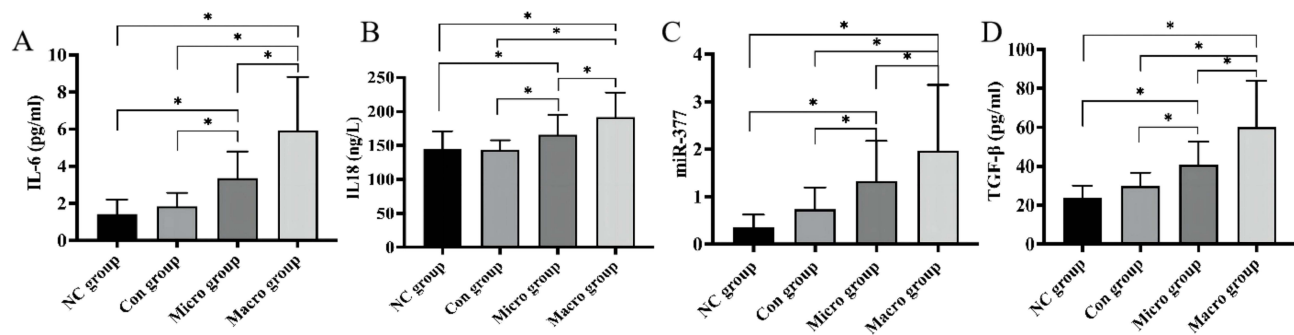 A
IL-6 (pg/ml)
10
8
6
4
2
0
* * * * *
NC group
Con group
Micro group
Macro group
B
IL18 (ng/L)
250
200
150
100
50
0
* * * * *
NC group
Con group
Micro group
Macro group
C
miR-377
4
3
2
1
0
* * * * *
NC group
Con group
Micro group
Macro group
D
TGF-β (pg/ml)
100
80
60
40
20
0
* * * * *
NC group
Con group
Micro group
Macro group